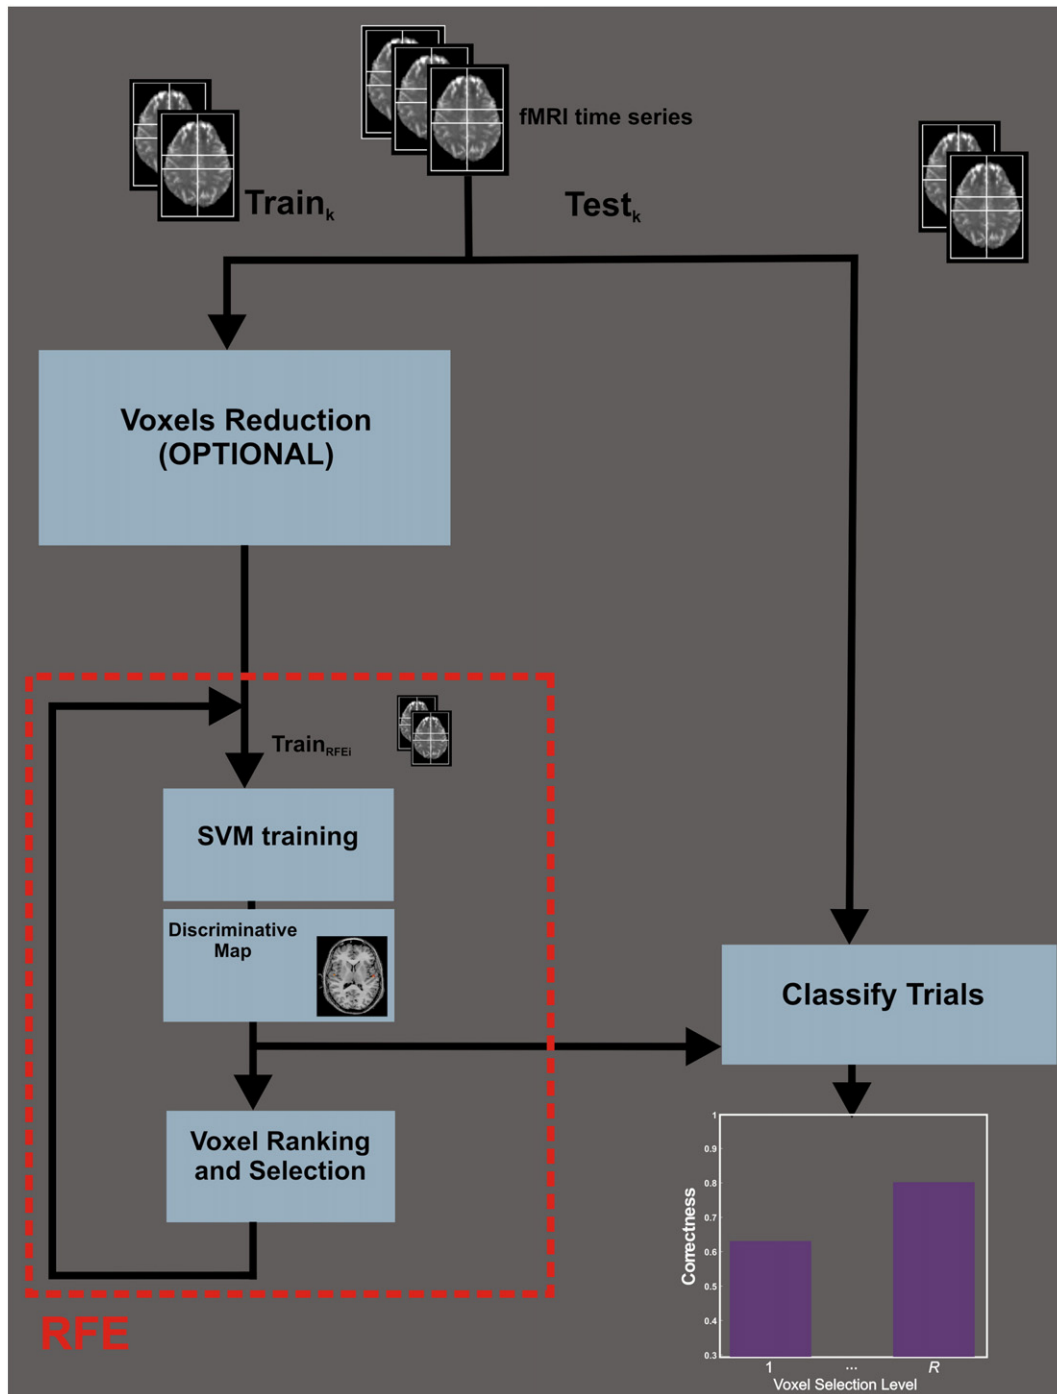 fMRI time series
Train_k
Test_k
Voxels Reduction
(OPTIONAL)
Train_RFEi
SVM training
Discriminative
Map
Classify Trials
Voxel Ranking
and Selection
RFE
Correctness
1
0.9
0.8
0.7
0.6
0.5
0.4
0.3
1 ... R
Voxel Selection Level